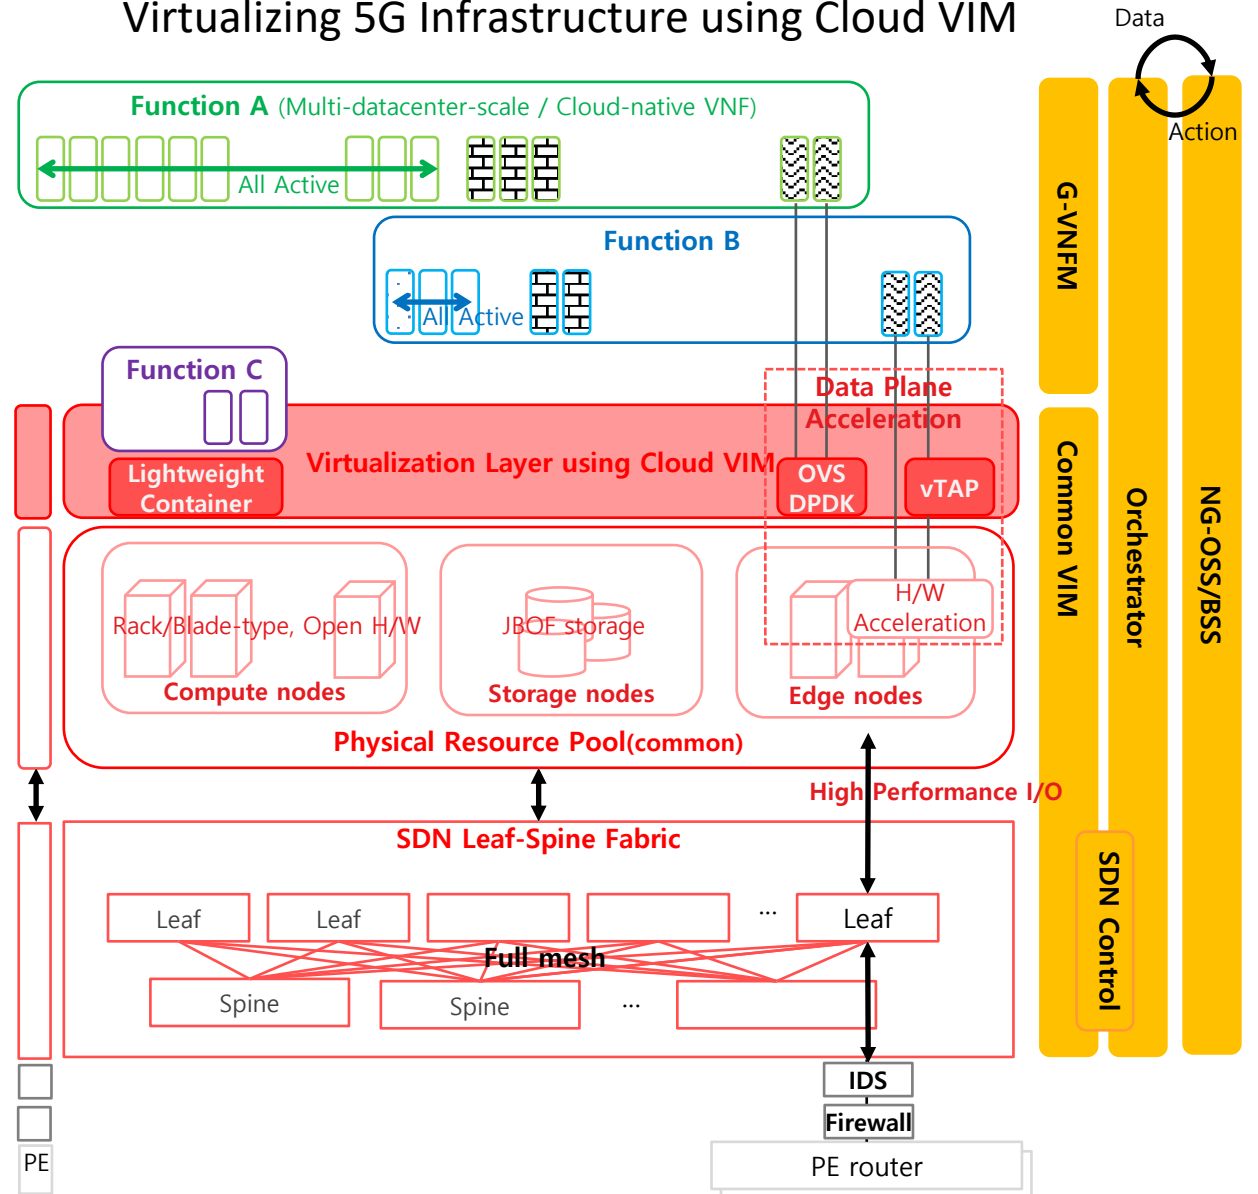 Virtualizing 5G Infrastructure using Cloud VIM
Data
Action
Function A (Multi-datacenter-scale / Cloud-native VNF)
All Active
Function B
All Active
Function C
Data Plane
Acceleration
Virtualization Layer using Cloud VIM
Lightweight
Container
OVS
DPDK
vTAP
H/W
Acceleration
Rack/Blade-type, Open H/W
JBOF storage
Compute nodes
Storage nodes
Edge nodes
Physical Resource Pool(common)
High Performance I/O
SDN Leaf-Spine Fabric
Leaf
Leaf
...
Leaf
Full mesh
Spine
Spine
...
IDS
Firewall
PE
PE router
G-VNFM
Common VIM
SDN Control
Orchestrator
NG-OSS/BSS